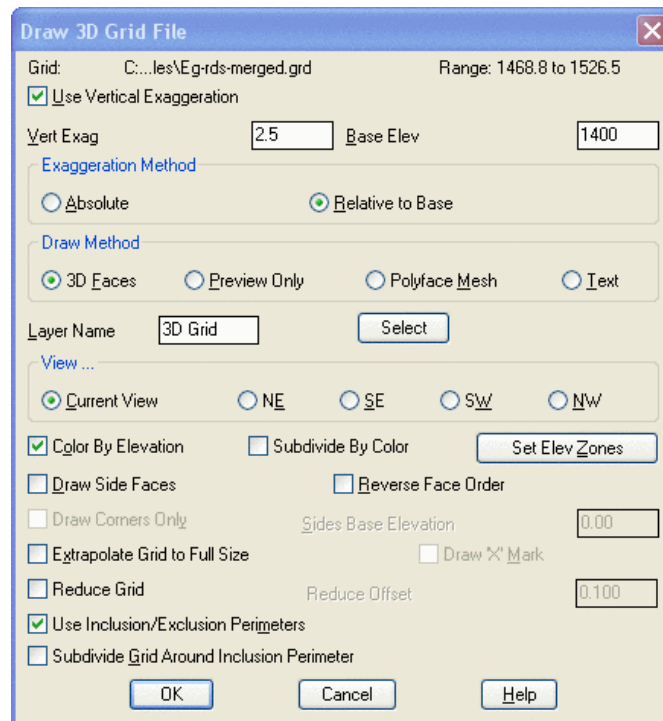 Draw 3D Grid File
Grid: C:...les\Eg-rds-merged.grd Range: 1468.8 to 1526.5
Use Vertical Exaggeration
Vert Exag 2.5 Base Elev 1400
Exaggeration Method
Absolute Relative to Base
Draw Method
3D Faces Preview Only Polyface Mesh Text
Layer Name 3D Grid Select
View ...
Current View NE SE SW NW
Color By Elevation Subdivide By Color Set Elev Zones
Draw Side Faces Reverse Face Order
Draw Corners Only Sides Base Elevation 0.00
Extrapolate Grid to Full Size Draw 'X' Mark
Reduce Grid Reduce Offset 0.100
Use Inclusion/Exclusion Perimeters
Subdivide Grid Around Inclusion Perimeter
OK Cancel Help